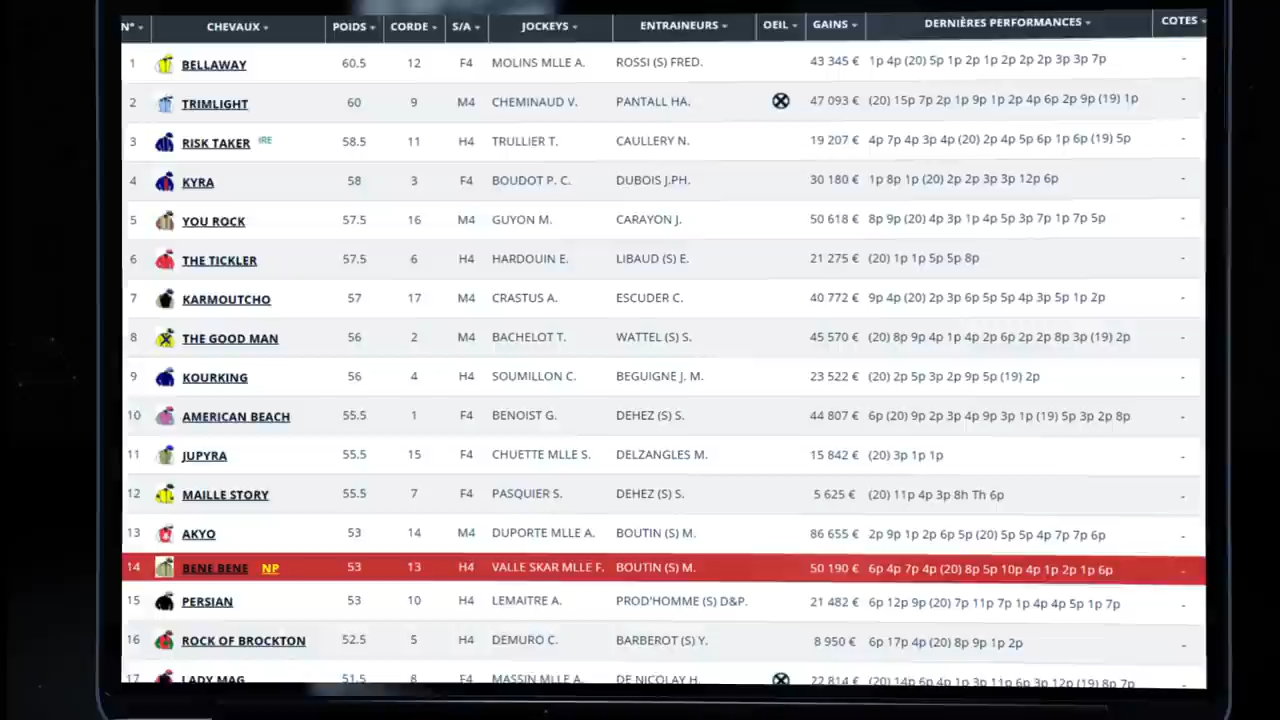 N° CHEVAUX POIDS CORDE S/A JOCKEYS ENTRAINEURS OEIL GAINS DERNIÈRES PERFORMANCES COTES
1 BELLAWAY 60.5 12 F4 MOLINS MLLE A. ROSSI (S) FRED. 43 345 € 1p 4p (20) 5p 1p 2p 1p 2p 2p 2p 3p 3p 7p -
2 TRIMLIGHT 60 9 M4 CHEMINAUD V. PANTALL HA. 47 093 € (20) 15p 7p 2p 1p 9p 1p 2p 4p 6p 2p 9p (19) 1p -
3 RISK TAKER IRE 58.5 11 H4 TRULLIER T. CAULLERY N. 19 207 € 4p 7p 4p 3p 4p (20) 2p 4p 5p 6p 1p 6p (19) 5p -
4 KYRA 58 3 F4 BOUDOT P. C. DUBOIS J.PH. 30 180 € 1p 8p 1p (20) 2p 2p 3p 3p 12p 6p -
5 YOU ROCK 57.5 16 M4 GUYON M. CARAYON J. 50 618 € 8p 9p (20) 4p 3p 1p 4p 5p 3p 7p 1p 7p 5p -
6 THE TICKLER 57.5 6 H4 HARDOUIN E. LIBAUD (S) E. 21 275 € (20) 1p 1p 5p 5p 8p -
7 KARMOUTCHO 57 17 M4 CRASTUS A. ESCUDER C. 40 772 € 9p 4p (20) 2p 3p 6p 5p 5p 4p 3p 5p 1p 2p -
8 THE GOOD MAN 56 2 M4 BACHELOT T. WATTEL (S) S. 45 570 € (20) 8p 9p 4p 1p 4p 2p 6p 2p 2p 8p 3p (19) 2p -
9 KOURKING 56 4 H4 SOUMILLON C. BEGUIGNE J. M. 23 522 € (20) 2p 5p 3p 2p 9p 5p (19) 2p -
10 AMERICAN BEACH 55.5 1 F4 BENOIST G. DEHEZ (S) S. 44 807 € 6p (20) 9p 2p 3p 4p 9p 3p 1p (19) 5p 3p 2p 8p -
11 JUPYRA 55.5 15 F4 CHUETTE MLLE S. DELZANGLES M. 15 842 € (20) 3p 1p 1p -
12 MAILLE STORY 55.5 7 F4 PASQUIER S. DEHEZ (S) S. 5 625 € (20) 11p 4p 3p 8h Th 6p -
13 AKYO 53 14 M4 DUPORTE MLLE A. BOUTIN (S) M. 86 655 € 2p 9p 1p 2p 6p 5p (20) 5p 5p 4p 7p 7p 6p -
14 BENE BENE NP 53 13 H4 VALLE SKAR MLLE F. BOUTIN (S) M. 50 190 € 6p 4p 7p 4p (20) 8p 5p 10p 4p 1p 2p 1p 6p -
15 PERSIAN 53 10 H4 LEMAITRE A. PROD'HOMME (S) D&P. 21 482 € 6p 12p 9p (20) 7p 11p 7p 1p 4p 4p 5p 1p 7p -
16 ROCK OF BROCKTON 52.5 5 H4 DEMURO C. BARBEROT (S) Y. 8 950 € 6p 17p 4p (20) 8p 9p 1p 2p -
17 LADY MAG 51.5 8 F4 MASSIN MLLE A. DE NICOLAY H. 22 814 € (20) 14p 6p 4p 1p 3p 11p 6p 3p 12p (19) 8p 7p -